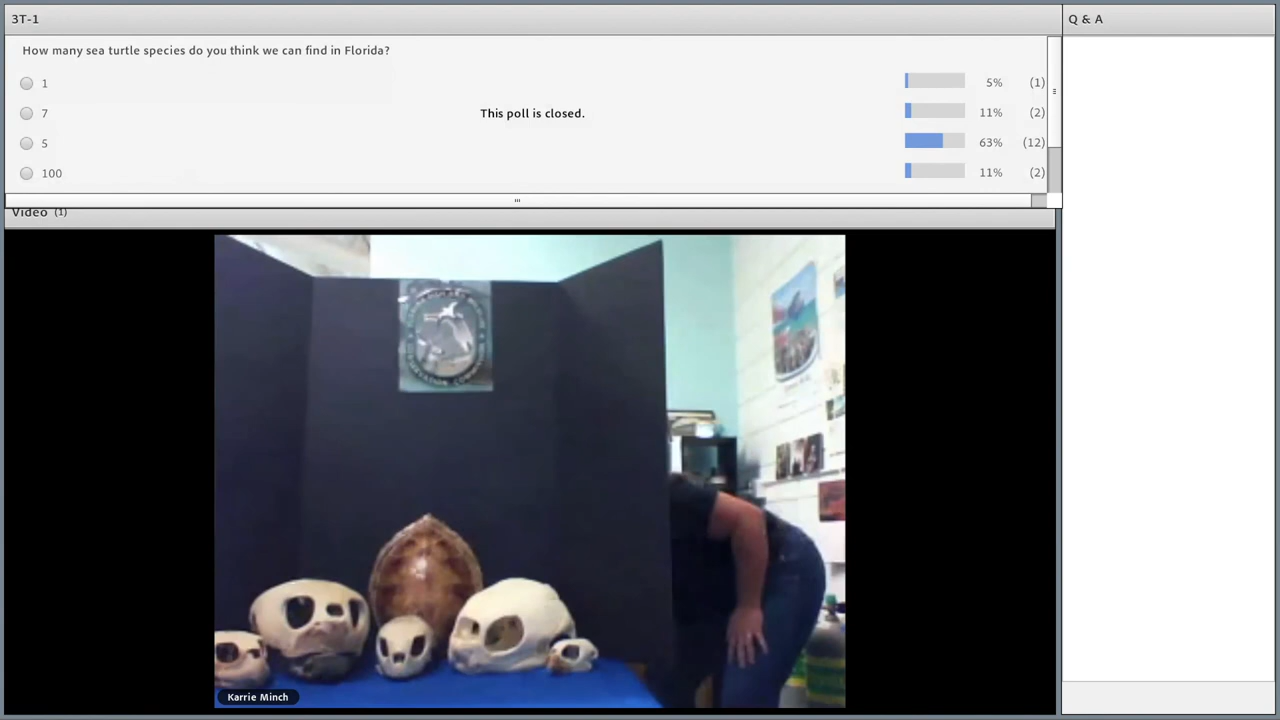 3T-1
Q & A
How many sea turtle species do you think we can find in Florida?
1 5% (1)
7 11% (2)
This poll is closed.
5 63% (12)
100 11% (2)
Video (1)
Karrie Minch